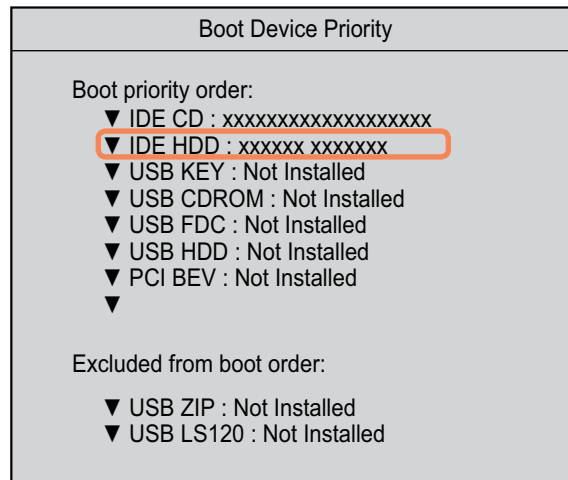 Boot Device Priority
Boot priority order:
▼ IDE CD : xxxxxxxxxxxxxxxxxxx
▼ IDE HDD : xxxxxx xxxxxxx
▼ USB KEY : Not Installed
▼ USB CDROM : Not Installed
▼ USB FDC : Not Installed
▼ USB HDD : Not Installed
▼ PCI BEV : Not Installed
▼
Excluded from boot order:
▼ USB ZIP : Not Installed
▼ USB LS120 : Not Installed